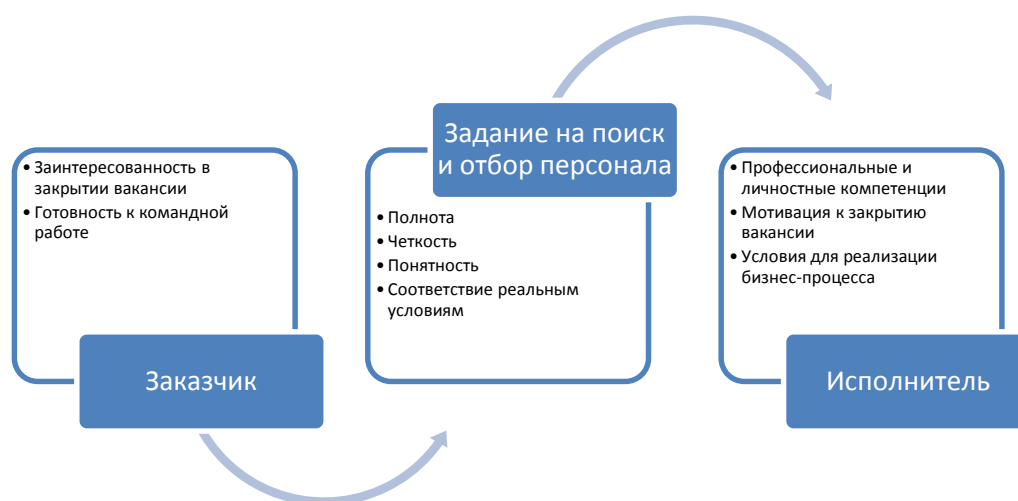 • Заинтересованность в
закрытии вакансии
• Готовность к командной
работе
Заказчик
Задание на поиск
и отбор персонала
• Полнота
• Четкость
• Понятность
• Соответствие реальным
условиям
• Профессиональные и
личностные компетенции
• Мотивация к закрытию
вакансии
• Условия для реализации
бизнес-процесса
Исполнитель